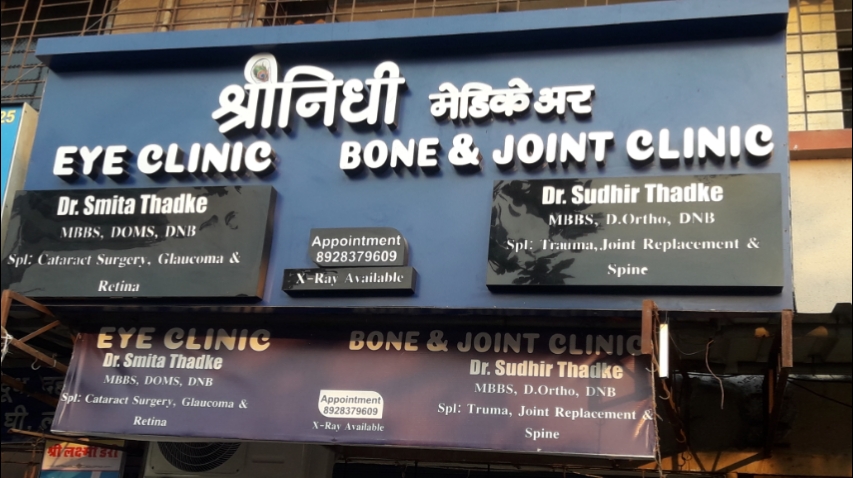 25
श्रीनिधी मेडिकेअर
EYE CLINIC
BONE & JOINT CLINIC
Dr. Smita Thadke
MBBS, DOMS, DNB
Spl: Cataract Surgery, Glaucoma &
Retina
Appointment
8928379609
X-Ray Available
Dr. Sudhir Thadke
MBBS, D.Ortho, DNB
Spl: Trauma,Joint Replacement &
Spine
EYE CLINIC
Dr. Smita Thadke
MBBS, DOMS, DNB
Spl: Cataract Surgery, Glaucoma &
Retina
Appointment
8928379609
X-Ray Available
BONE & JOINT CLINIC
Dr. Sudhir Thadke
MBBS, D.Ortho, DNB
Spl: Truma, Joint Replacement &
Spine
श्री लक्ष्मी